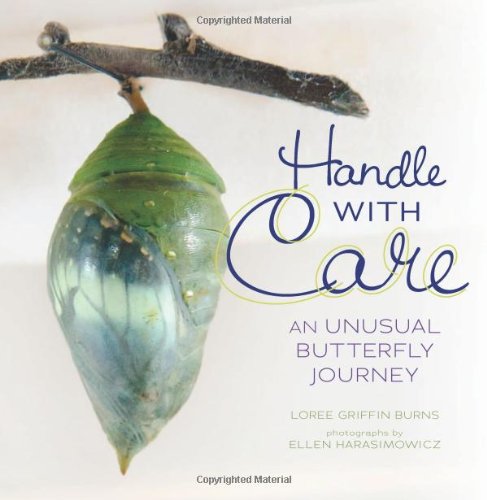 Copyrighted Material
Handle
WITH
Care
AN UNUSUAL
BUTTERFLY
JOURNEY
LOREE GRIFFIN BURNS
photographs by
ELLEN HARASIMOWICZ
Copyrighted Material